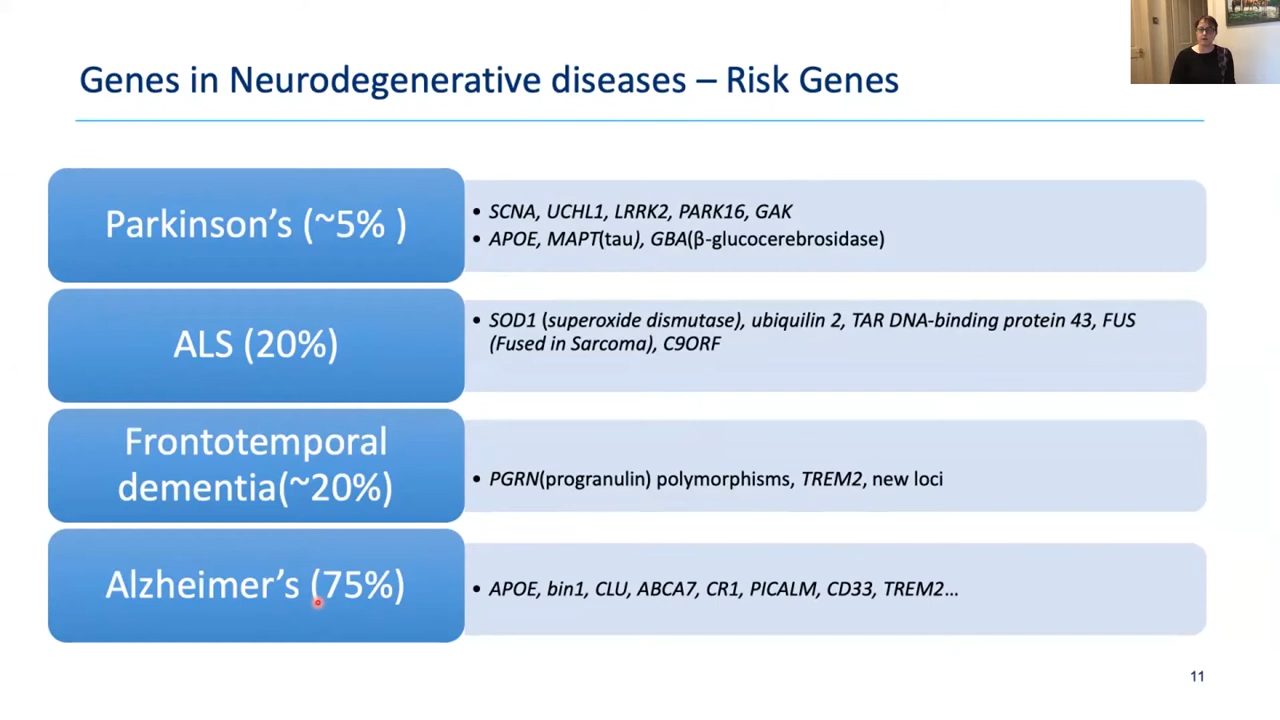 Genes in Neurodegenerative diseases – Risk Genes
Parkinson's (~5% )
• SCNA, UCHL1, LRRK2, PARK16, GAK
• APOE, MAPT(tau), GBA(β-glucocerebrosidase)
ALS (20%)
• SOD1 (superoxide dismutase), ubiquilin 2, TAR DNA-binding protein 43, FUS
(Fused in Sarcoma), C9ORF
Frontotemporal
dementia(~20%)
• PGRN(progranulin) polymorphisms, TREM2, new loci
Alzheimer's (75%)
• APOE, bin1, CLU, ABCA7, CR1, PICALM, CD33, TREM2…
11